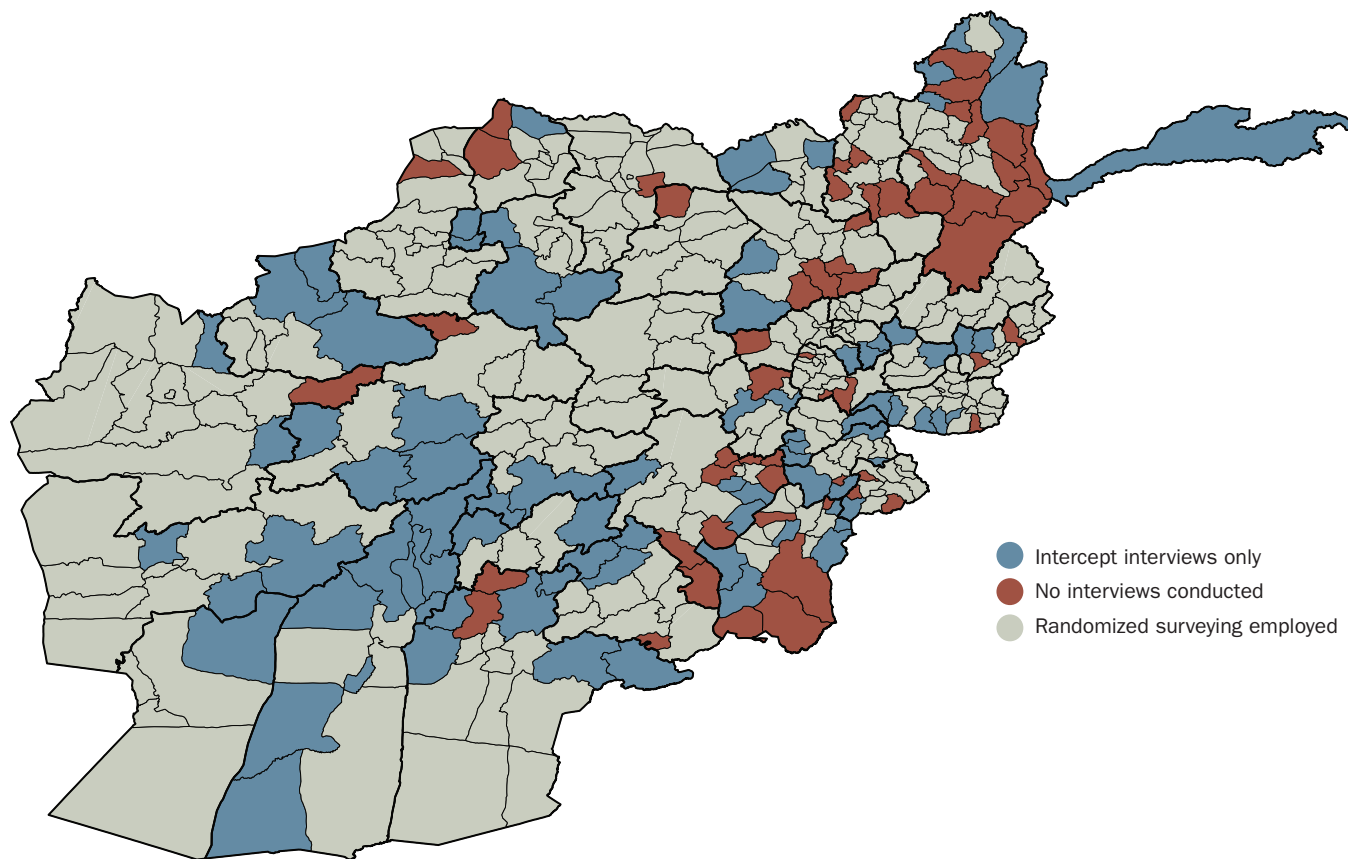 Intercept interviews only
No interviews conducted
Randomized surveying employed